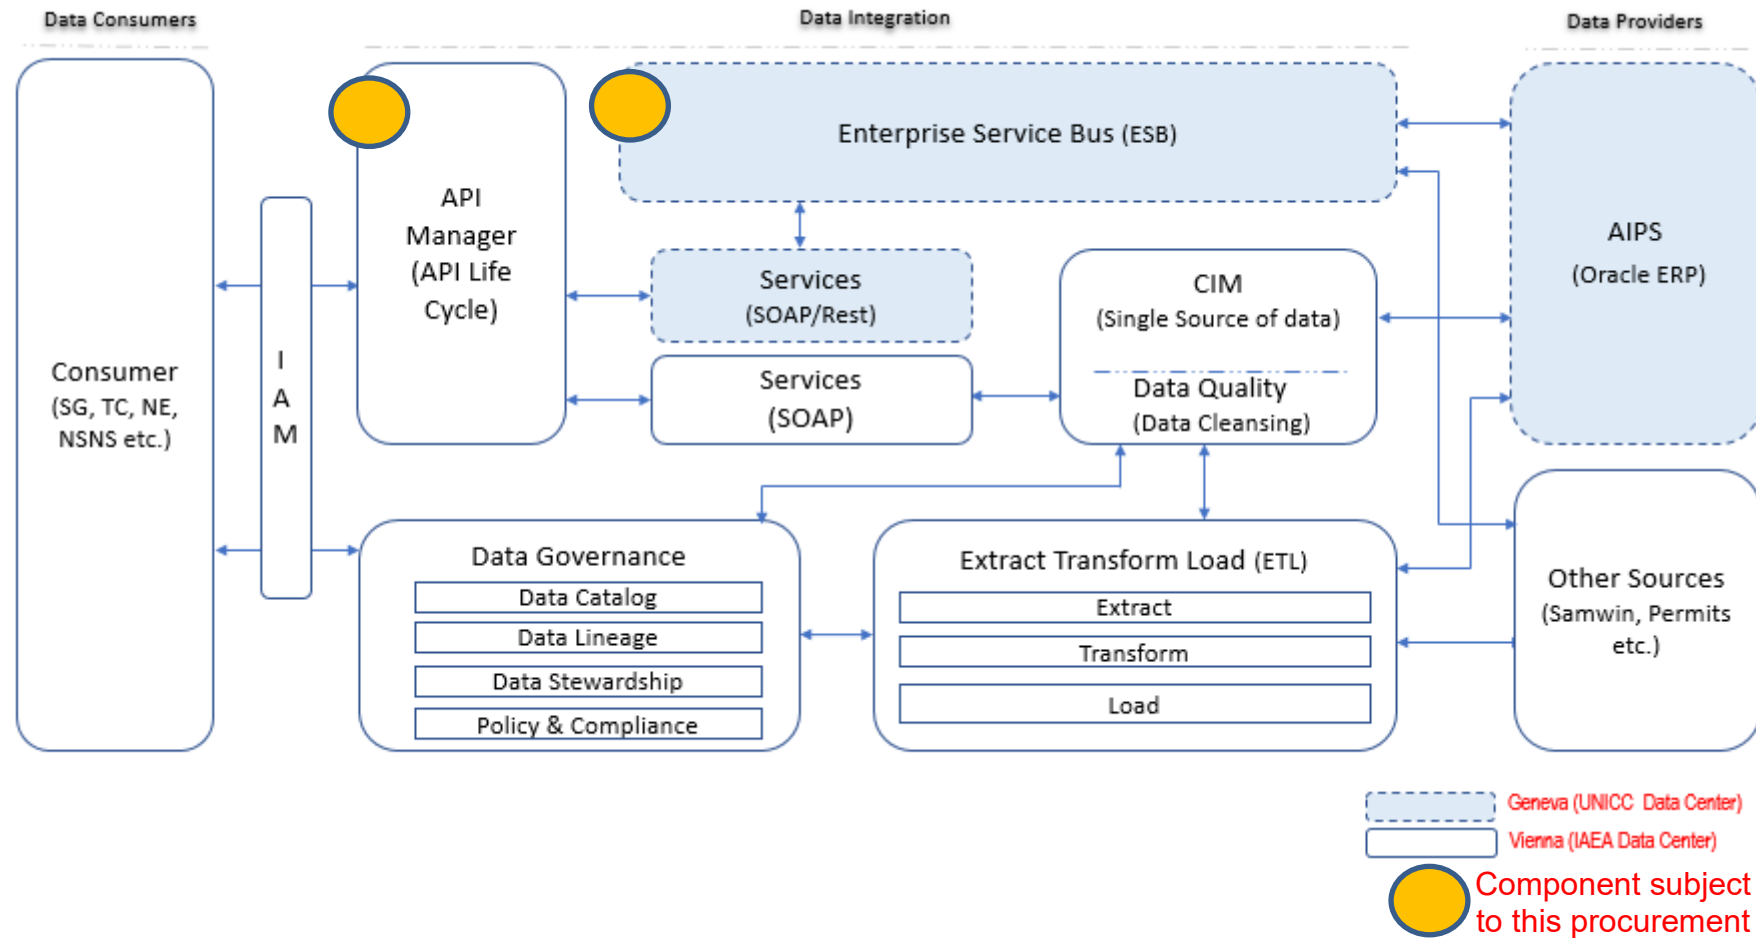 Data Consumers
Data Integration
Data Providers
Enterprise Service Bus (ESB)
API
Manager
(API Life
Cycle)
Services
(SOAP/Rest)
Services
(SOAP)
CIM
(Single Source of data)
Data Quality
(Data Cleansing)
AIPS
(Oracle ERP)
I
A
M
Consumer
(SG, TC, NE,
NSNS etc.)
Data Governance
Data Catalog
Data Lineage
Data Stewardship
Policy & Compliance
Extract Transform Load (ETL)
Extract
Transform
Load
Other Sources
(Samwin, Permits
etc.)
Geneva (UNICC Data Center)
Vienna (IAEA Data Center)
Component subject
to this procurement